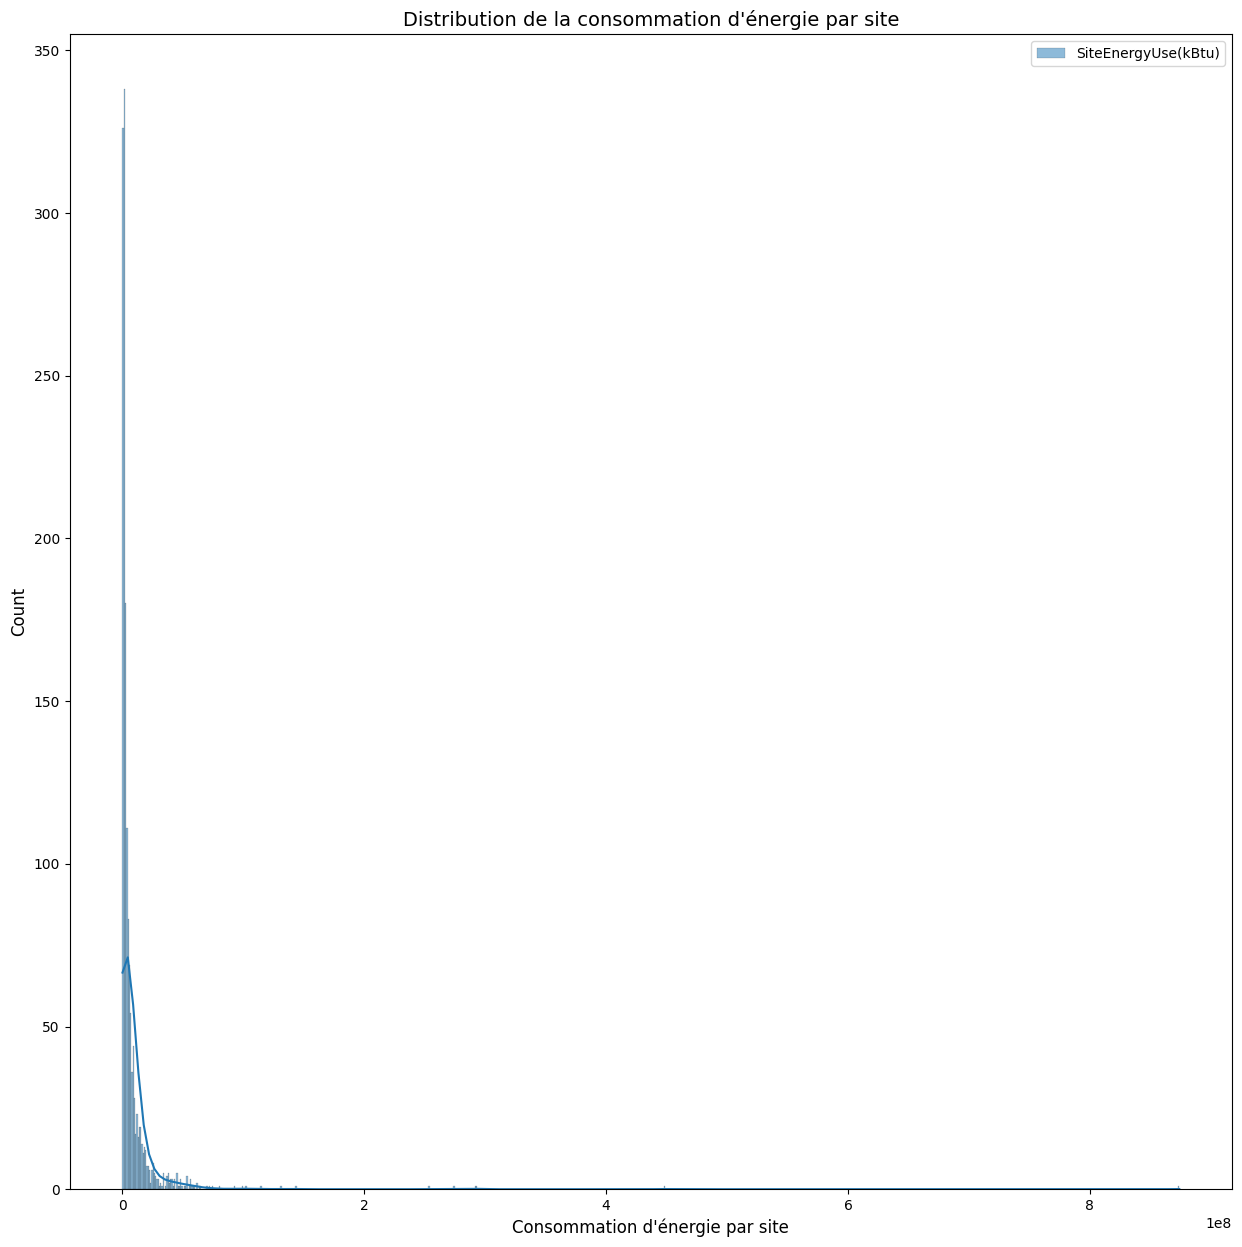 Distribution de la consommation d'énergie par site
SiteEnergyUse(kBtu)
350
300
250
200
150
100
50
0
Count
0 2 4 6 8
1e8
Consommation d'énergie par site